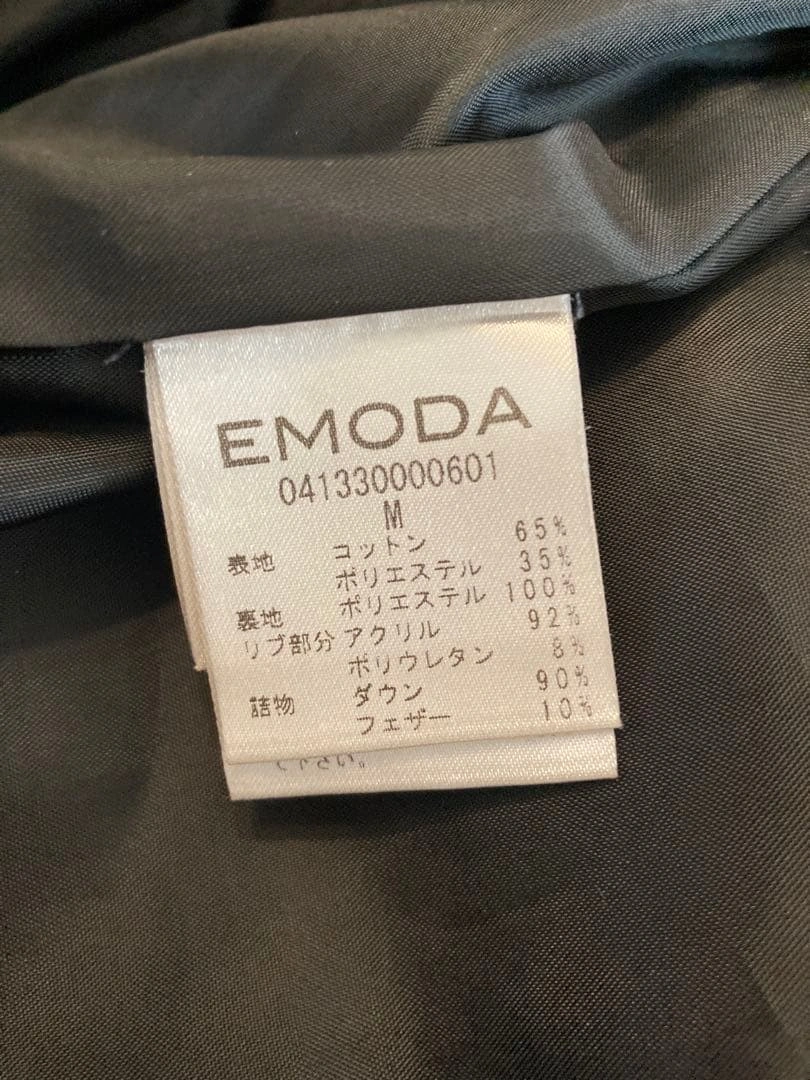 EMODA
041330000601
M
表地 コットン 65%
ポリエステル 35%
裏地 ポリエステル 100%
リブ部分 アクリル 92%
ポリウレタン 8%
詰物 ダウン 90%
フェザー 10%